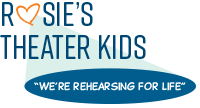 ROSIE'S
THEATER KIDS
"WE'RE REHEARSING FOR LIFE"